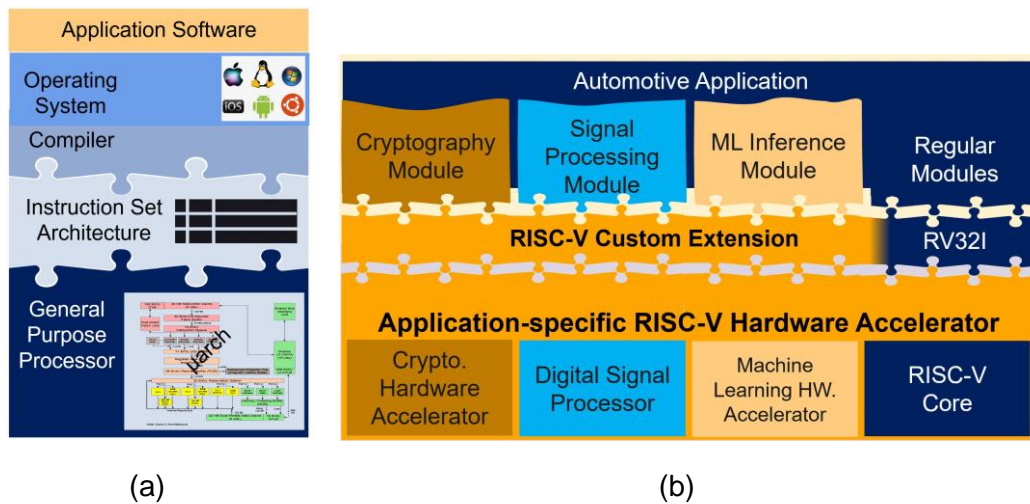 Application Software
Operating
System
iOS
Compiler
Instruction Set
Architecture
General
Purpose
Processor
µarch
(a)
Automotive Application
Cryptography
Module
Signal
Processing
Module
ML Inference
Module
Regular
Modules
RISC-V Custom Extension
RV32I
Application-specific RISC-V Hardware Accelerator
Crypto.
Hardware
Accelerator
Digital Signal
Processor
Machine
Learning HW.
Accelerator
RISC-V
Core
(b)